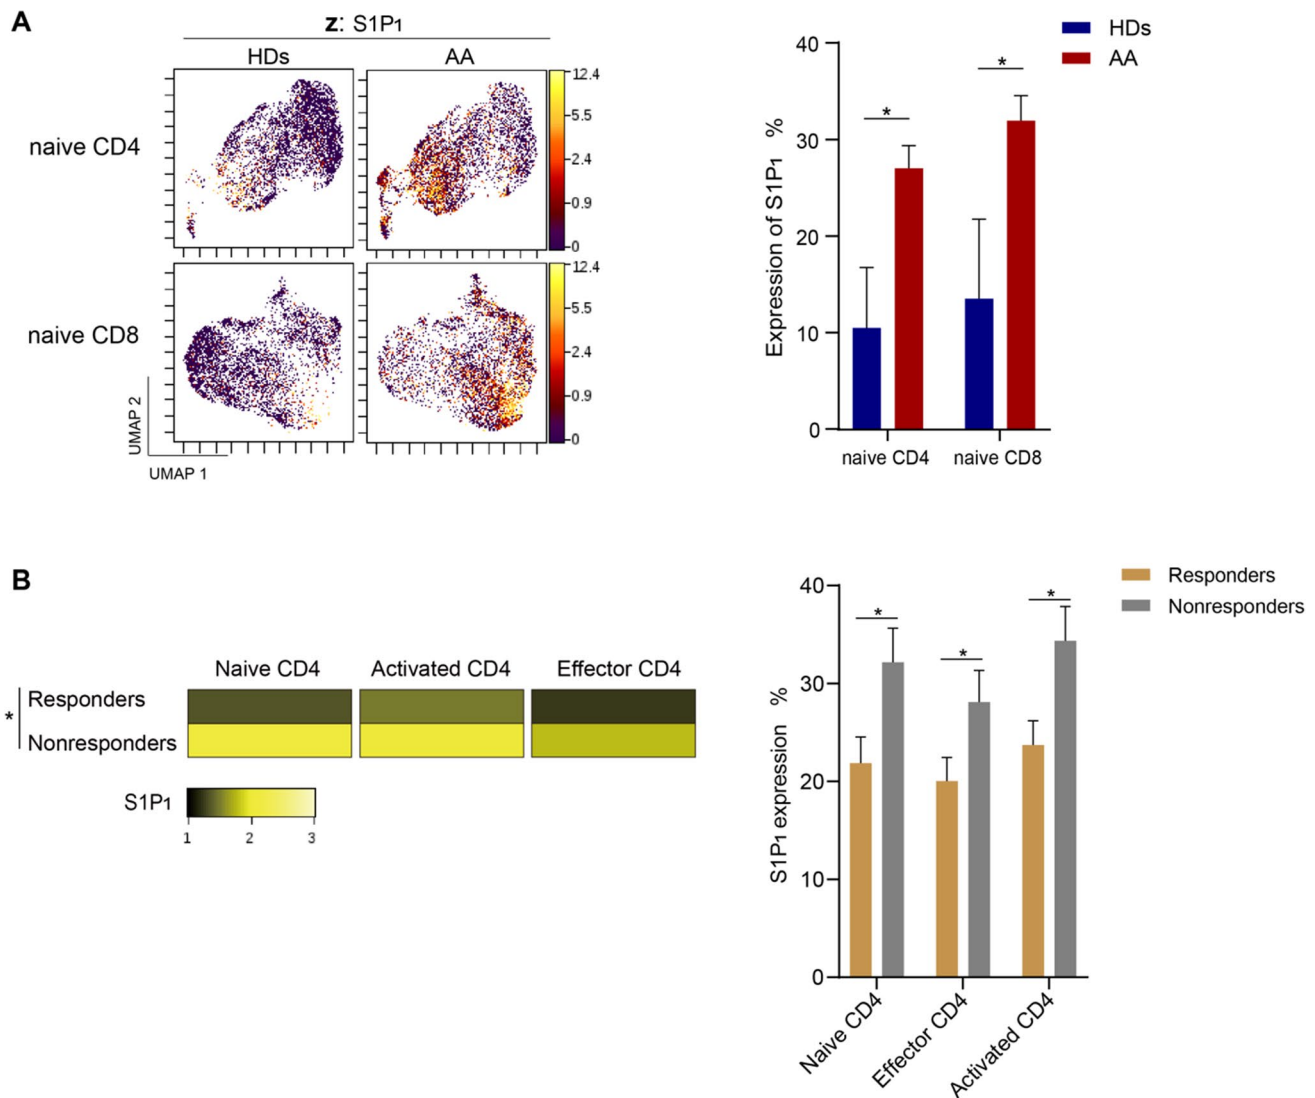 A
z: S1P1
HDs
AA
naive CD4
12.4
5.5
2.4
0.9
0
naive CD8
12.4
5.5
2.4
0.9
0
UMAP 2
UMAP 1
HDs
AA
Expression of S1P1 %
40
30
20
10
0
*
*
naive CD4
naive CD8
B
Naive CD4
Activated CD4
Effector CD4
*
Responders
Nonresponders
S1P1
1
2
3
Responders
Nonresponders
S1P1 expression %
40
30
20
10
0
*
*
*
Naive CD4
Effector CD4
Activated CD4